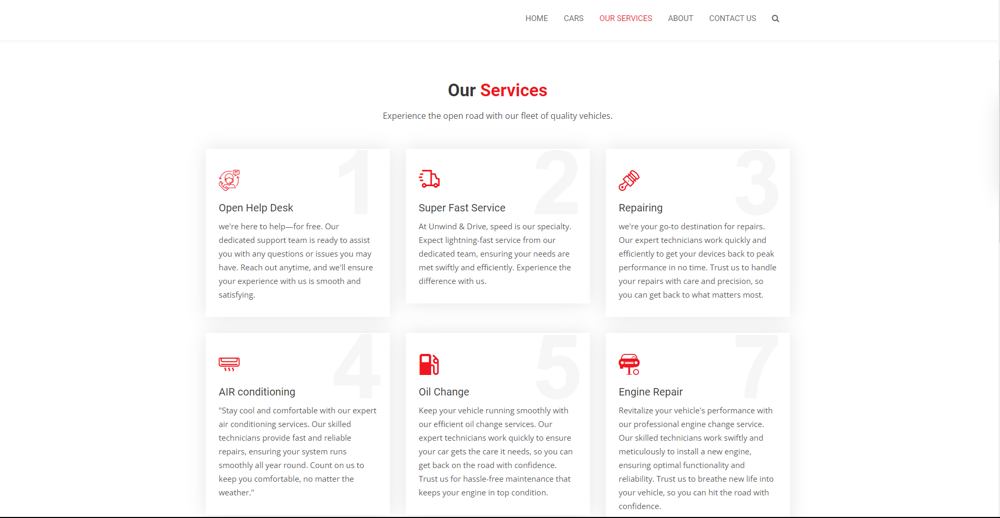 HOME CARS OUR SERVICES ABOUT CONTACT US
Our Services
Experience the open road with our fleet of quality vehicles.
1
Open Help Desk
we're here to help—for free. Our
dedicated support team is ready to assist
you with any questions or issues you may
have. Reach out anytime, and we'll ensure
your experience with us is smooth and
satisfying.
2
Super Fast Service
At Unwind & Drive, speed is our specialty.
Expect lightning-fast service from our
dedicated team, ensuring your needs are
met swiftly and efficiently. Experience the
difference with us.
3
Repairing
we're your go-to destination for repairs.
Our expert technicians work quickly and
efficiently to get your devices back to peak
performance in no time. Trust us to handle
your repairs with care and precision, so
you can get back to what matters most.
4
AIR conditioning
"Stay cool and comfortable with our expert
air conditioning services. Our skilled
technicians provide fast and reliable
repairs, ensuring your system runs
smoothly all year round. Count on us to
keep you comfortable, no matter the
weather."
5
Oil Change
Keep your vehicle running smoothly with
our efficient oil change services. Our
expert technicians work quickly to ensure
your car gets the care it needs, so you can
get back on the road with confidence.
Trust us for hassle-free maintenance that
keeps your engine in top condition.
7
Engine Repair
Revitalize your vehicle's performance with
our professional engine change service.
Our skilled technicians work swiftly and
meticulously to install a new engine,
ensuring optimal functionality and
reliability. Trust us to breathe new life into
your vehicle, so you can hit the road with
confidence.